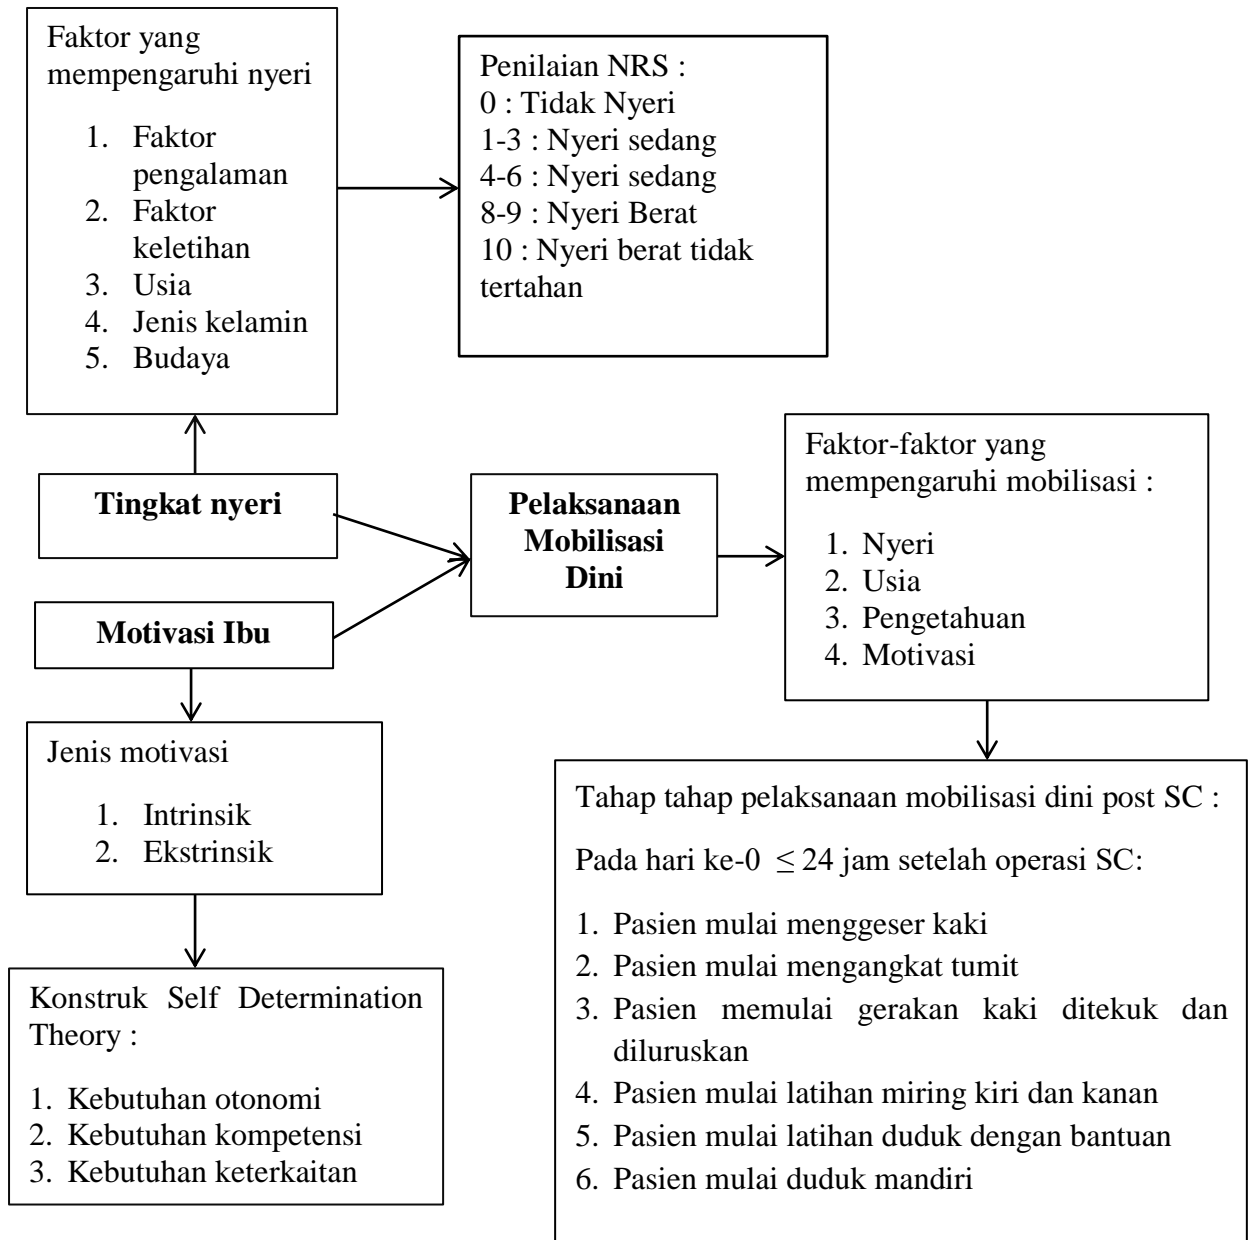 Faktor yang
mempengaruhi nyeri
1. Faktor
pengalaman
2. Faktor
keletihan
3. Usia
4. Jenis kelamin
5. Budaya
Penilaian NRS :
0 : Tidak Nyeri
1-3 : Nyeri sedang
4-6 : Nyeri sedang
8-9 : Nyeri Berat
10 : Nyeri berat tidak
tertahan
Tingkat nyeri
Motivasi Ibu
Pelaksanaan
Mobilisasi
Dini
Faktor-faktor yang
mempengaruhi mobilisasi :
1. Nyeri
2. Usia
3. Pengetahuan
4. Motivasi
Jenis motivasi
1. Intrinsik
2. Ekstrinsik
Konstruk Self Determination
Theory :
1. Kebutuhan otonomi
2. Kebutuhan kompetensi
3. Kebutuhan keterkaitan
Tahap tahap pelaksanaan mobilisasi dini post SC :
Pada hari ke-0 ≤ 24 jam setelah operasi SC:
1. Pasien mulai menggeser kaki
2. Pasien mulai mengangkat tumit
3. Pasien memulai gerakan kaki ditekuk dan
diluruskan
4. Pasien mulai latihan miring kiri dan kanan
5. Pasien mulai latihan duduk dengan bantuan
6. Pasien mulai duduk mandiri